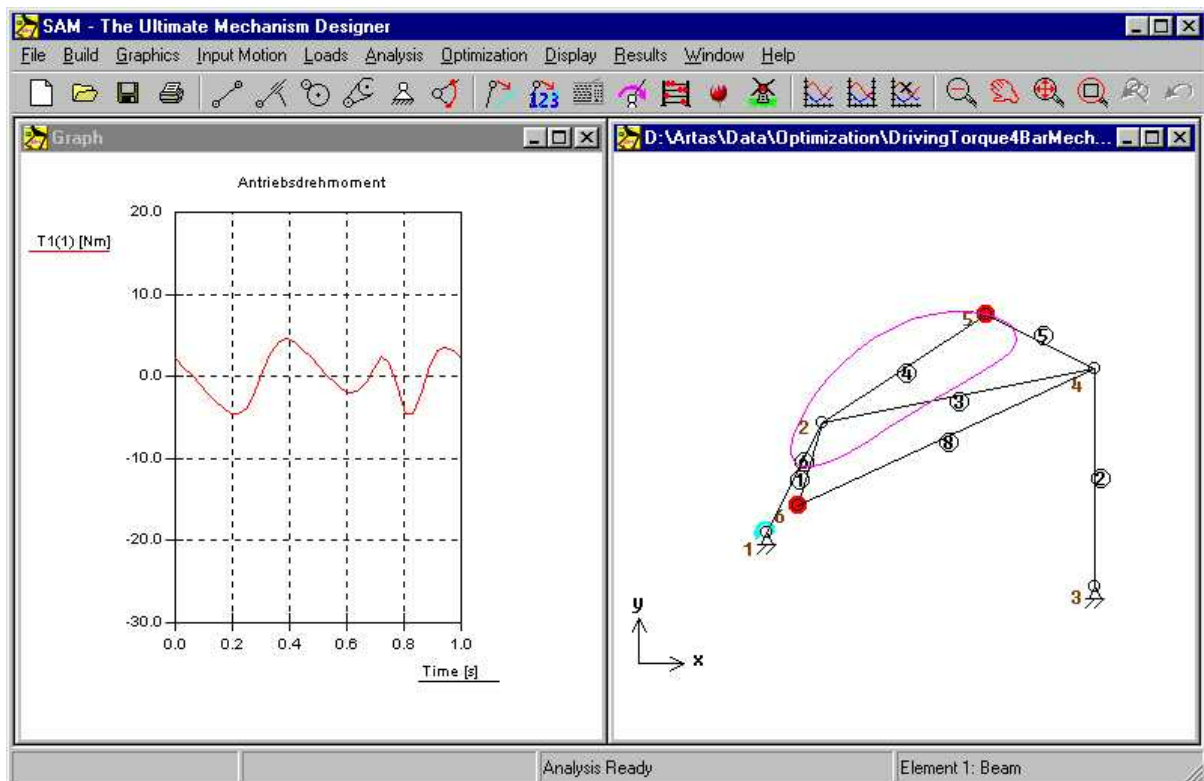 SAM - The Ultimate Mechanism Designer
File Build Graphics Input Motion Loads Analysis Optimization Display Results Window Help
123
Graph
Antriebsdrehmoment
T1(1) [Nm]
20.0
10.0
0.0
-10.0
-20.0
-30.0
0.0 0.2 0.4 0.6 0.8 1.0
Time [s]
D:\Artas\Data\Optimization\DrivingTorque4BarMech...
5
5
4
4
3
2
8
6
1
2
6
1
3
y
x
Analysis Ready
Element 1: Beam